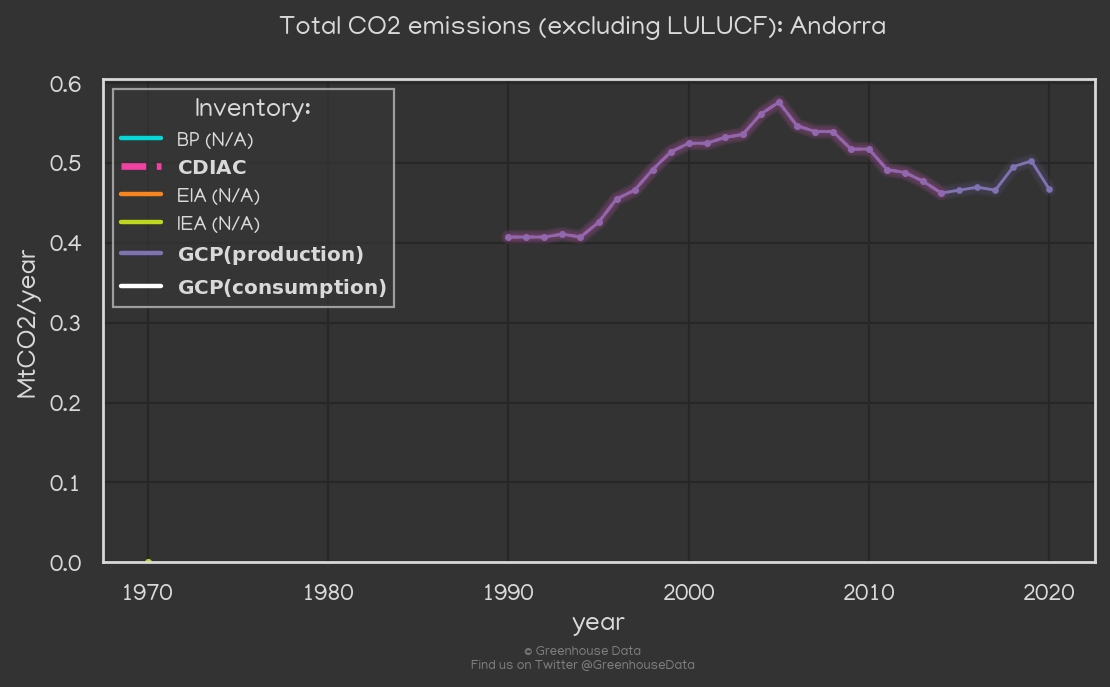 Total CO2 emissions (excluding LULUCF): Andorra
0.6
0.5
0.4
0.3
0.2
0.1
0.0
MtCO2/year
Inventory:
BP (N/A)
CDIAC
EIA (N/A)
IEA (N/A)
GCP(production)
GCP(consumption)
1970 1980 1990 2000 2010 2020
year
© Greenhouse Data
Find us on Twitter @GreenhouseData